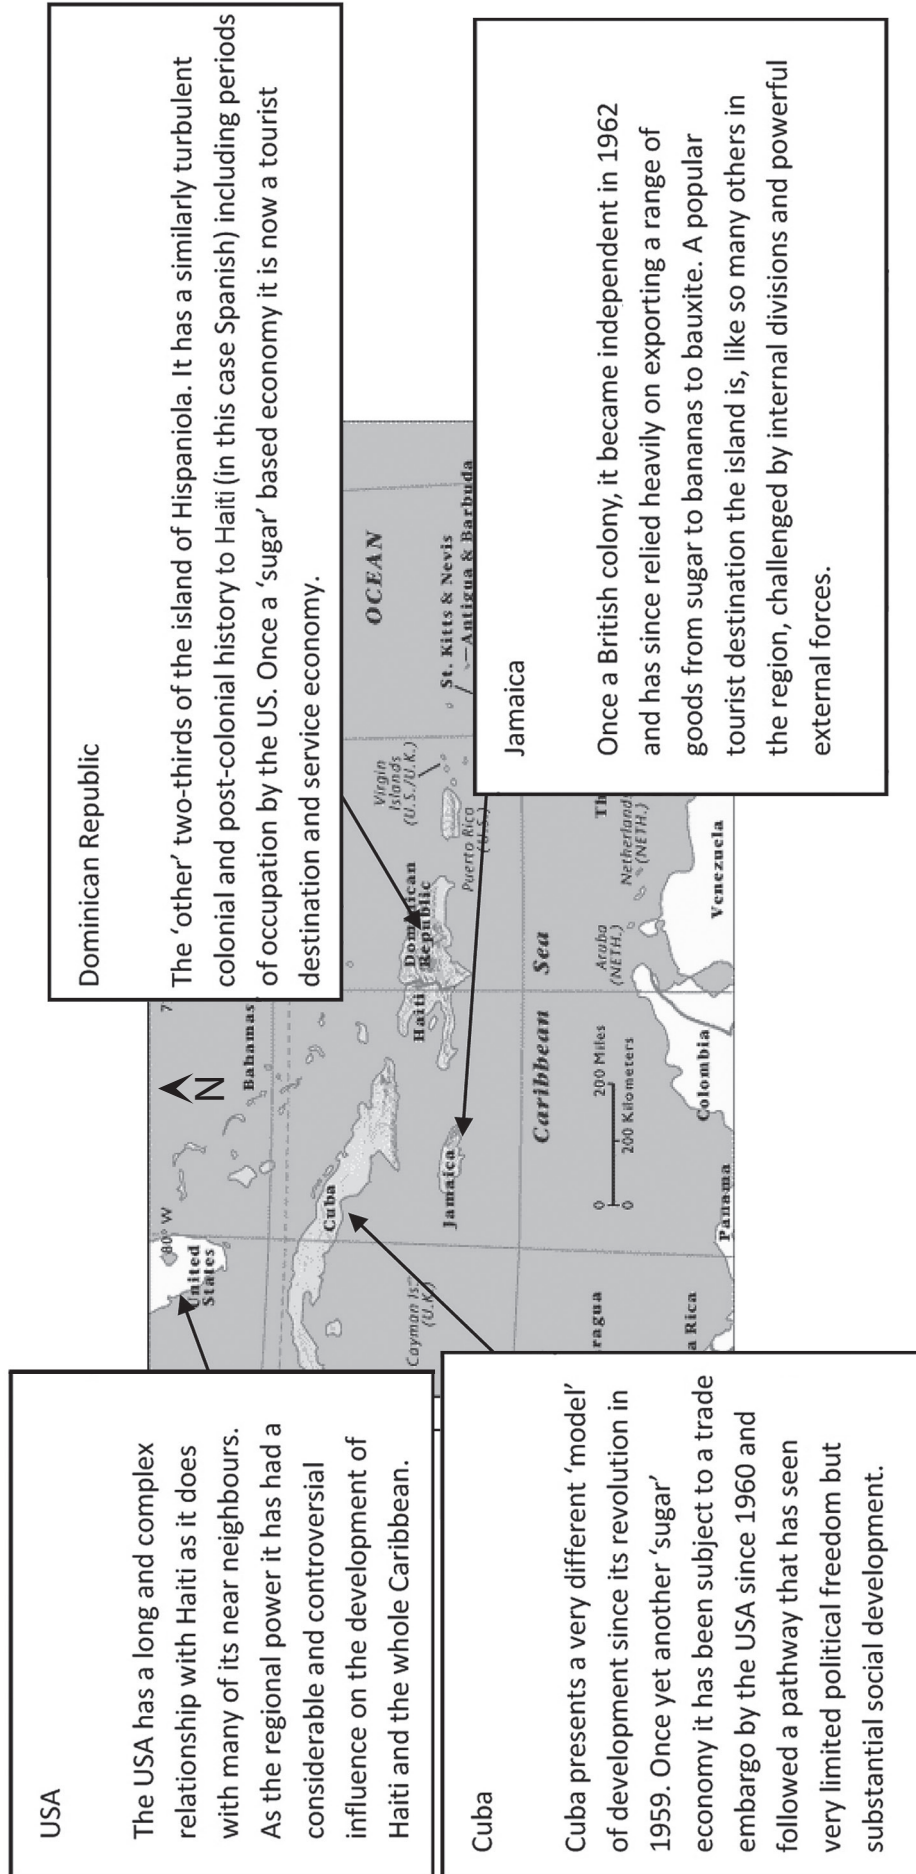 USA
The USA has a long and complex
relationship with Haiti as it does
with many of its near neighbours.
As the regional power it has had a
considerable and controversial
influence on the development of
Haiti and the whole Caribbean.
Dominican Republic
The ‘other’ two-thirds of the island of Hispaniola. It has a similarly turbulent
colonial and post-colonial history to Haiti (in this case Spanish) including periods
of occupation by the US. Once a ‘sugar’ based economy it is now a tourist
destination and service economy.
80° W
7
N
United
States
Bahamas
OCEAN
Cuba
Virgin
Islands
(U.S./U.K.)
Cayman Is.
(U.K.)
Jamaica
Haiti
Dominican
Republic
Puerto Rico
(U.S.)
St. Kitts & Nevis
Antigua & Barbuda
Caribbean Sea
Aruba
(NETH.)
Netherland
(NETH.)
Th
0 200 Miles
0 200 Kilometers
ragua
a Rica
Panama
Colombia
Venezuela
Cuba
Cuba presents a very different ‘model’
of development since its revolution in
1959. Once yet another ‘sugar’
economy it has been subject to a trade
embargo by the USA since 1960 and
followed a pathway that has seen
very limited political freedom but
substantial social development.
Jamaica
Once a British colony, it became independent in 1962
and has since relied heavily on exporting a range of
goods from sugar to bananas to bauxite. A popular
tourist destination the island is, like so many others in
the region, challenged by internal divisions and powerful
external forces.